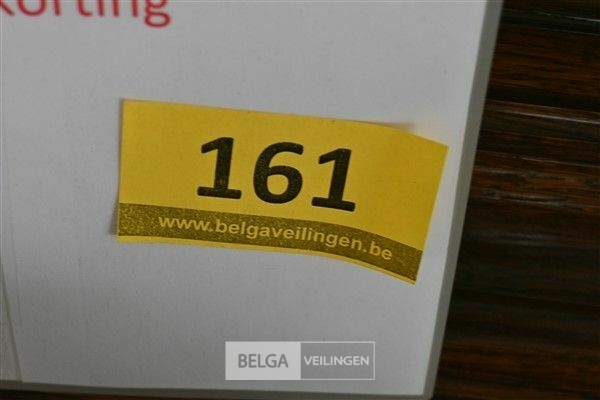 korting
161
www.belgaveilingen.be
BELGA VEILINGEN